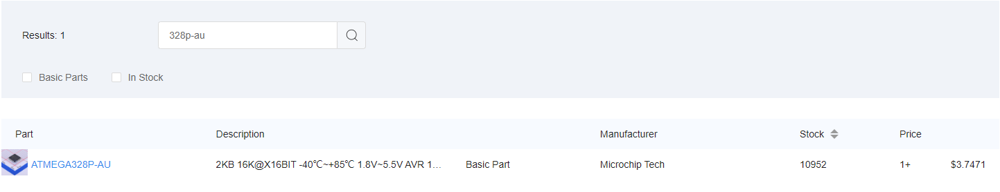 Results: 1
328p-au
Basic Parts
In Stock
Part Description Manufacturer Stock Price
ATMEGA328P-AU 2KB 16K@X16BIT -40℃~+85℃ 1.8V~5.5V AVR 1… Basic Part Microchip Tech 10952 1+ $3.7471